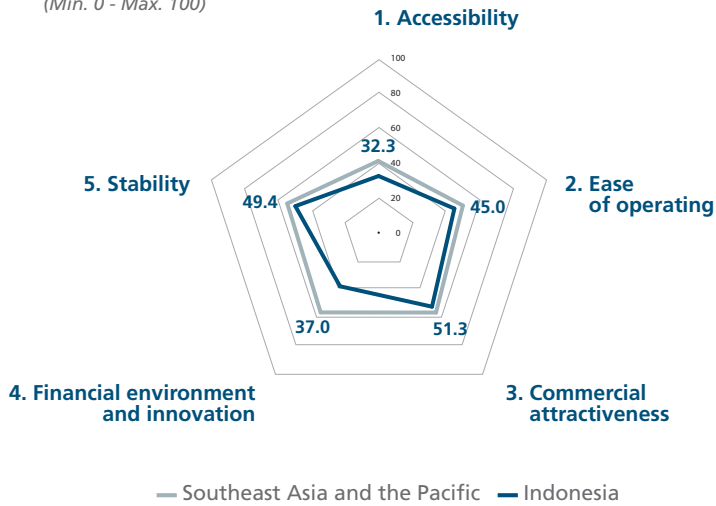 (Min. 0 - Max. 100)
1. Accessibility
100
80
60
32.3
40
20
0
5. Stability
49.4
2. Ease
of operating
45.0
37.0
51.3
4. Financial environment
and innovation
3. Commercial
attractiveness
Southeast Asia and the Pacific
Indonesia